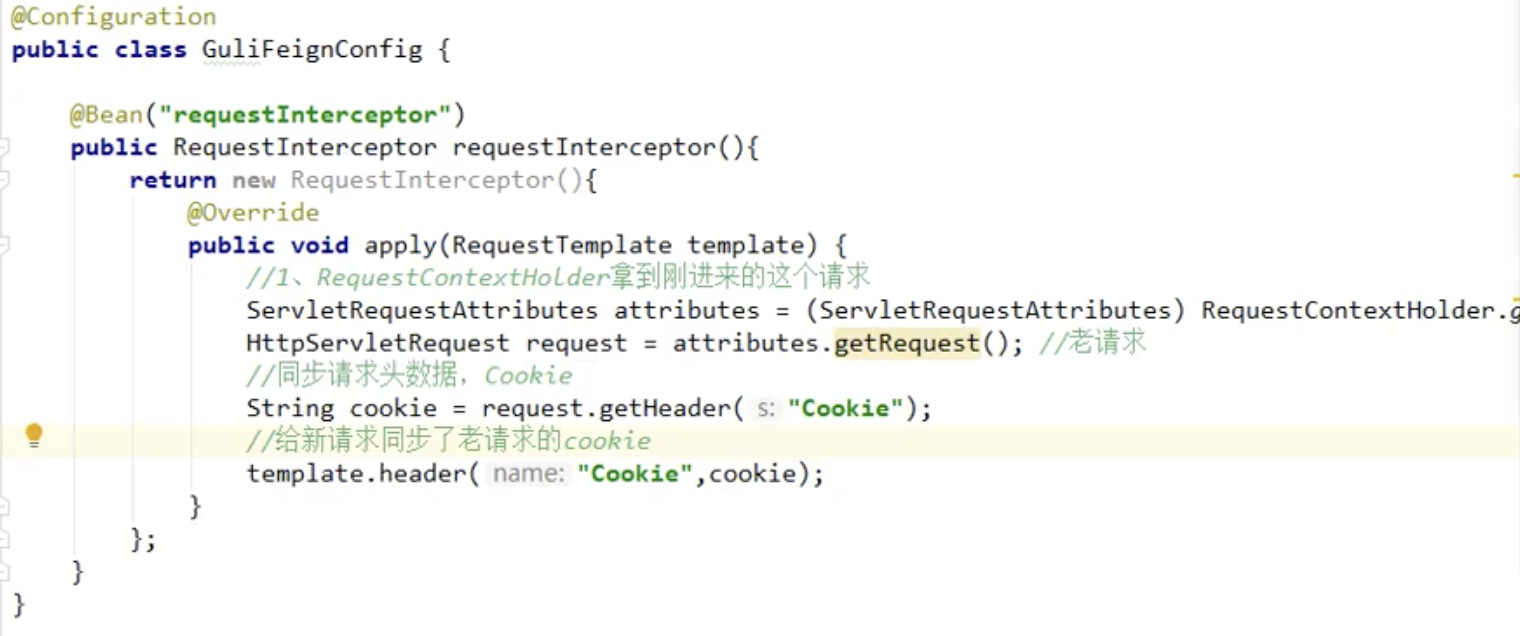 @Configuration
public class GuliFeignConfig {
@Bean("requestInterceptor")
public RequestInterceptor requestInterceptor(){
return new RequestInterceptor(){
@Override
public void apply(RequestTemplate template) {
//1、RequestContextHolder拿到刚进来的这个请求
ServletRequestAttributes attributes = (ServletRequestAttributes) RequestContextHolder.g
HttpServletRequest request = attributes.getRequest(); //老请求
//同步请求头数据，Cookie
String cookie = request.getHeader( s: "Cookie");
//给新请求同步了老请求的cookie
template.header( name: "Cookie",cookie);
}
};
}
}